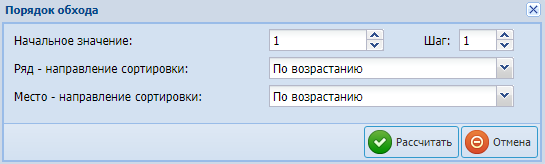 Порядок обхода
Начальное значение: 1 Шаг: 1
Ряд - направление сортировки: По возрастанию
Место - направление сортировки: По возрастанию
Рассчитать Отмена